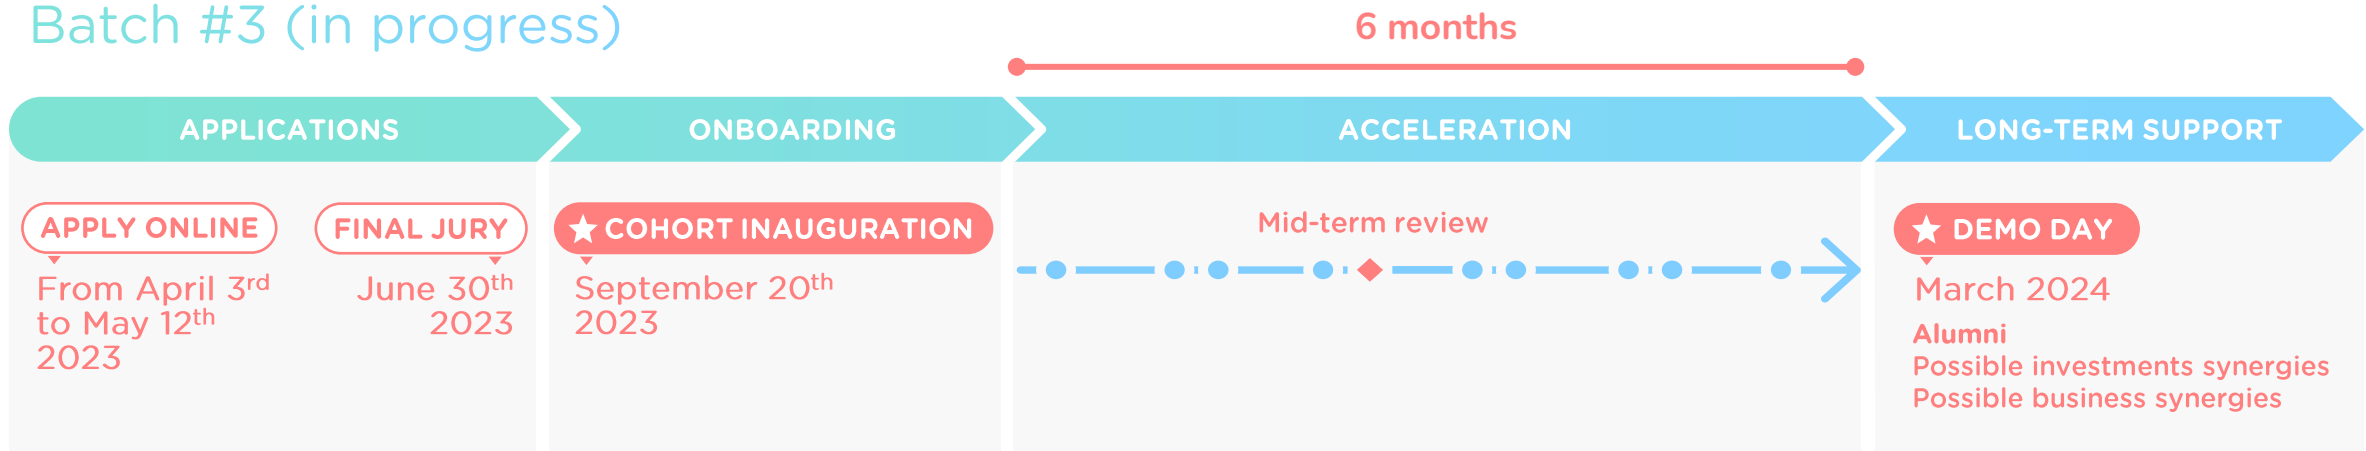 Batch #3 (in progress)
6 months
APPLICATIONS
ONBOARDING
ACCELERATION
LONG-TERM SUPPORT
APPLY ONLINE
From April 3rd
to May 12th
2023
FINAL JURY
June 30th
2023
COHORT INAUGURATION
September 20th
2023
Mid-term review
DEMO DAY
March 2024
Alumni
Possible investments synergies
Possible business synergies